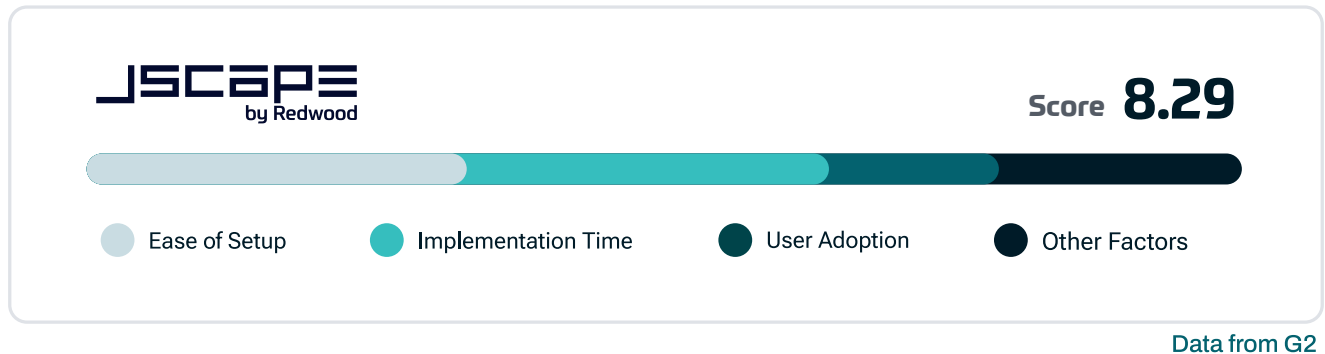 JSCAPE
by Redwood
Score 8.29
Ease of Setup
Implementation Time
User Adoption
Other Factors
Data from G2